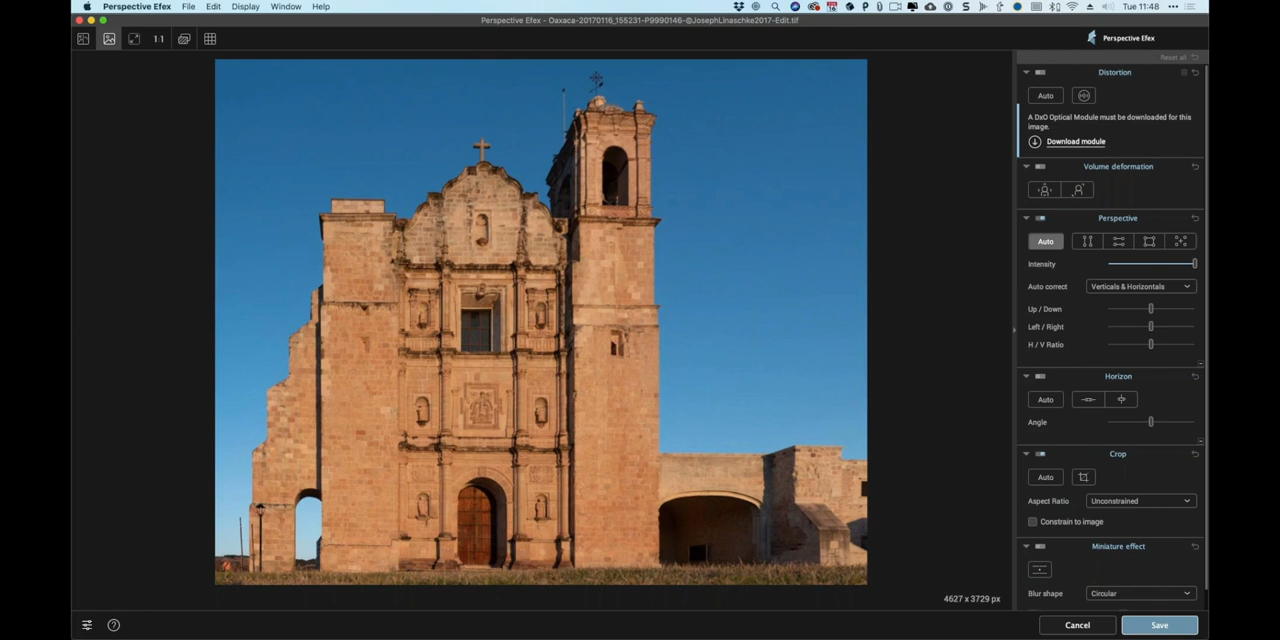 Perspective Efex File Edit Display Window Help Tue 11:48
Perspective Efex - Oaxaca-20170116_155231-P9990146-©JosephLinaschke2017-Edit.tif
1:1
Perspective Efex
Reset all
Distortion
Auto
A DxO Optical Module must be downloaded for this
image.
Download module
Volume deformation
Perspective
Auto
Intensity
Auto correct Verticals & Horizontals
Up / Down
Left / Right
H / V Ratio
Horizon
Auto
Angle
Crop
Auto
Aspect Ratio Unconstrained
Constrain to image
Miniature effect
Blur shape Circular
4627 x 3729 px
Cancel Save